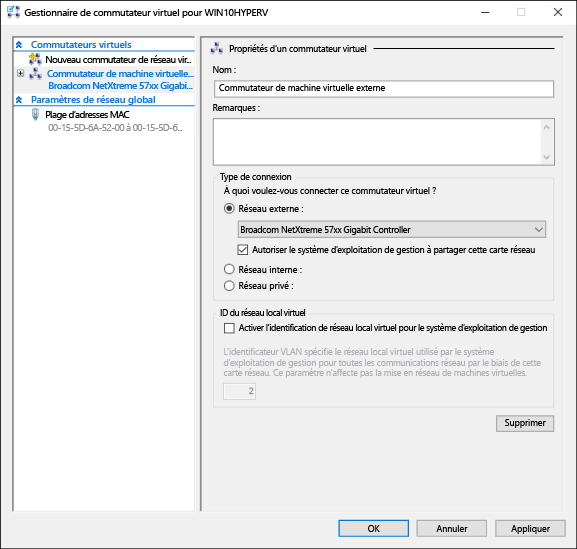 Gestionnaire de commutateur virtuel pour WIN10HYPERV
Commutateurs virtuels
Nouveau commutateur de réseau vir...
Commutateur de machine virtuelle...
Broadcom NetXtreme 57xx Gigabi...
Paramètres de réseau global
Plage d'adresses MAC
00-15-5D-6A-52-00 à 00-15-5D-6...
Propriétés d'un commutateur virtuel
Nom :
Commutateur de machine virtuelle externe
Remarques :
Type de connexion
À quoi voulez-vous connecter ce commutateur virtuel ?
Réseau externe :
Broadcom NetXtreme 57xx Gigabit Controller
Autoriser le système d'exploitation de gestion à partager cette carte réseau
Réseau interne :
Réseau privé :
ID du réseau local virtuel
Activer l'identification de réseau local virtuel pour le système d'exploitation de gestion
L'identificateur VLAN spécifie le réseau local virtuel utilisé par le système
d'exploitation de gestion pour toutes les communications réseau par le biais de cette
carte réseau. Ce paramètre n'affecte pas la mise en réseau de machines virtuelles.
2
Supprimer
OK
Annuler
Appliquer